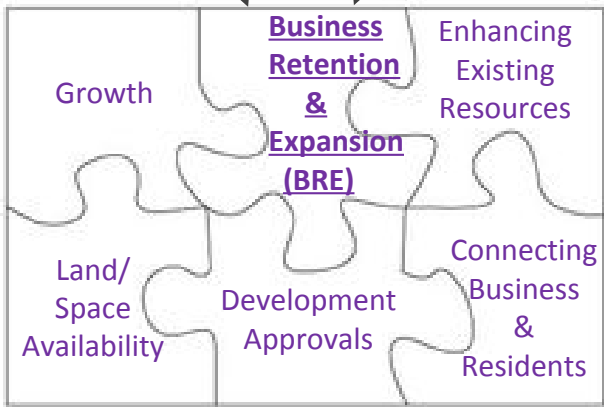 Growth
Business
Retention
&
Expansion
(BRE)
Enhancing
Existing
Resources
Land/
Space
Availability
Development
Approvals
Connecting
Business
&
Residents